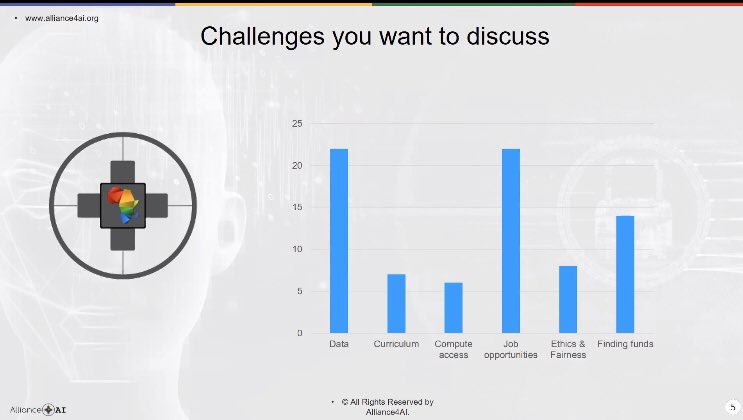 • www.alliance4ai.org
Challenges you want to discuss
25
20
15
10
5
0
Data
Curriculum
Compute
access
Job
opportunities
Ethics &
Fairness
Finding funds
Alliance AI
• © All Rights Reserved by
Alliance4AI.
5